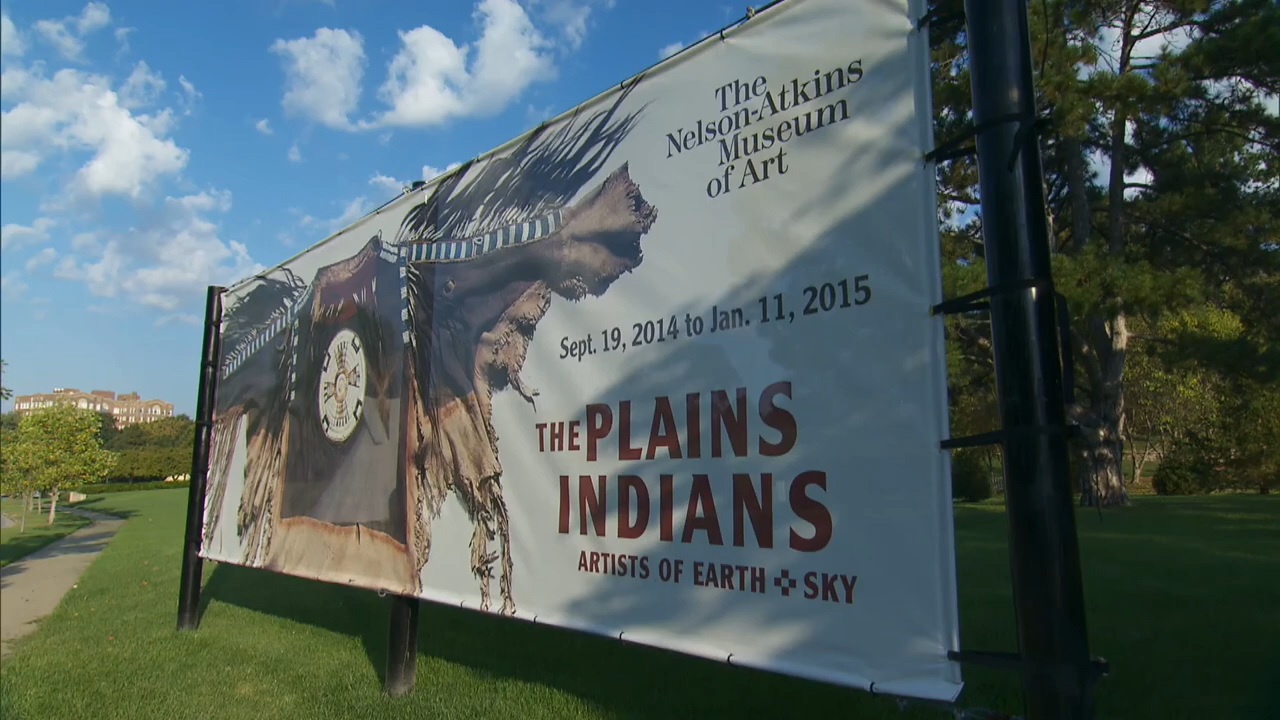 The
Nelson-Atkins
Museum
of Art
Sept. 19, 2014 to Jan. 11, 2015
THE PLAINS
INDIANS
ARTISTS OF EARTH + SKY